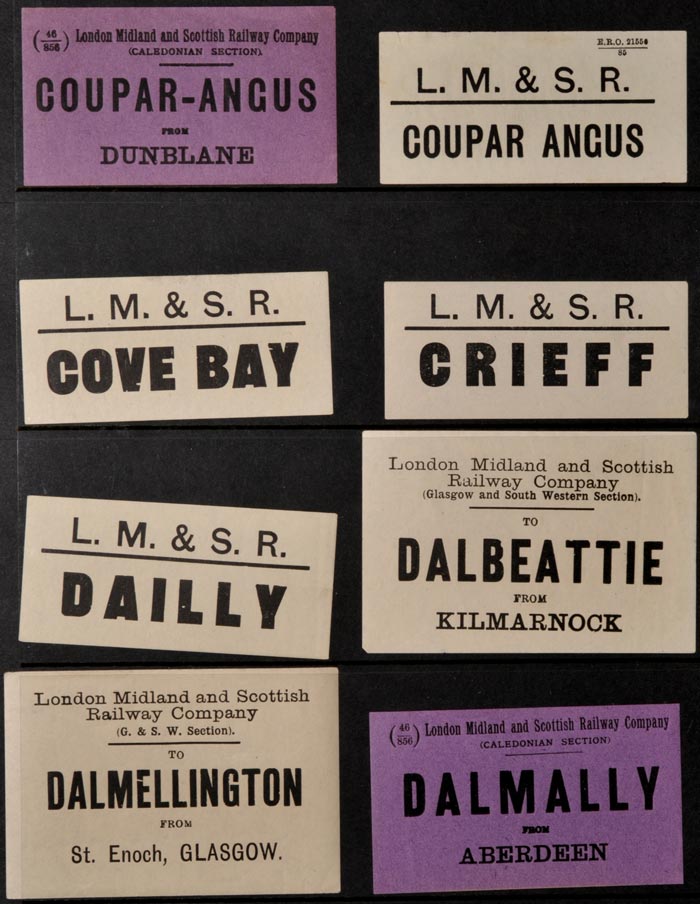 (46/856) London Midland and Scottish Railway Company
(CALEDONIAN SECTION).
COUPAR-ANGUS
FROM
DUNBLANE
E.R.O. 21554
85
L. M. & S. R.
COUPAR ANGUS
L. M. & S. R.
COVE BAY
L. M. & S. R.
CRIEFF
L. M. & S. R.
DAILLY
London Midland and Scottish
Railway Company
(Glasgow and South Western Section).
TO
DALBEATTIE
FROM
KILMARNOCK
London Midland and Scottish
Railway Company
(G. & S. W. Section).
TO
DALMELLINGTON
FROM
St. Enoch, GLASGOW.
(46/856) London Midland and Scottish Railway Company
(CALEDONIAN SECTION)
DALMALLY
FROM
ABERDEEN